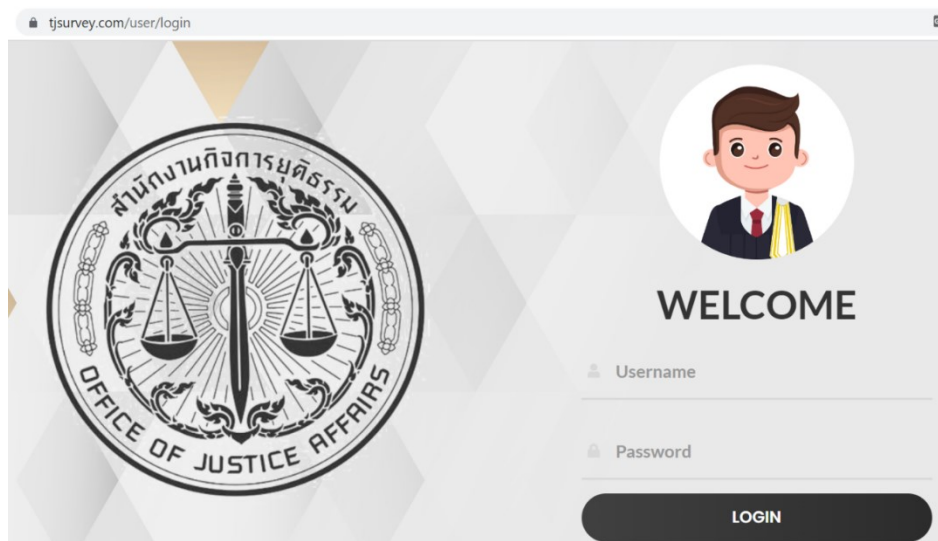 tjsurvey.com/user/login
สำนักงานกิจการยุติธรรม
OFFICE OF JUSTICE AFFAIRS
WELCOME
Username
Password
LOGIN